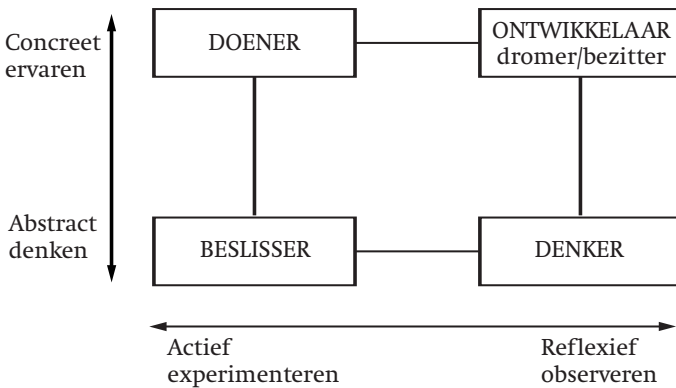 Concreet
ervaren
DOENER
ONTWIKKELAAR
dromer/bezitter
Abstract
denken
BESLISSER
DENKER
Actief
experimenteren
Reflexief
observeren